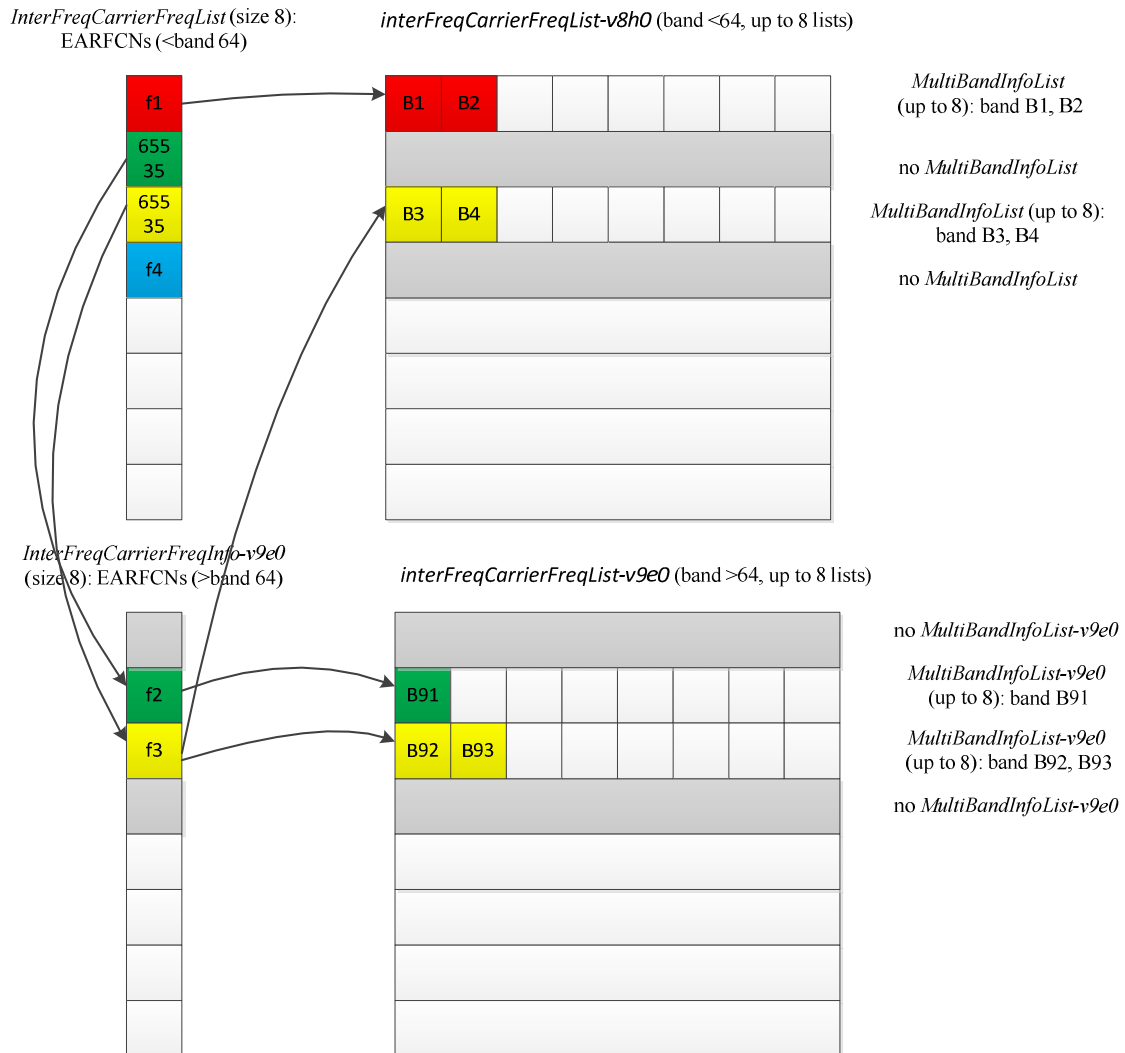 InterFreqCarrierFreqList (size 8):
EARFCNs (<band 64)
interFreqCarrierFreqList-v8h0 (band <64, up to 8 lists)
f1
B1 B2
MultiBandInfoList
(up to 8): band B1, B2
655
35
no MultiBandInfoList
655
35
B3 B4
MultiBandInfoList (up to 8):
band B3, B4
f4
no MultiBandInfoList
InterFreqCarrierFreqInfo-v9e0
(size 8): EARFCNs (>band 64)
interFreqCarrierFreqList-v9e0 (band >64, up to 8 lists)
no MultiBandInfoList-v9e0
f2
B91
MultiBandInfoList-v9e0
(up to 8): band B91
f3
B92 B93
MultiBandInfoList-v9e0
(up to 8): band B92, B93
no MultiBandInfoList-v9e0